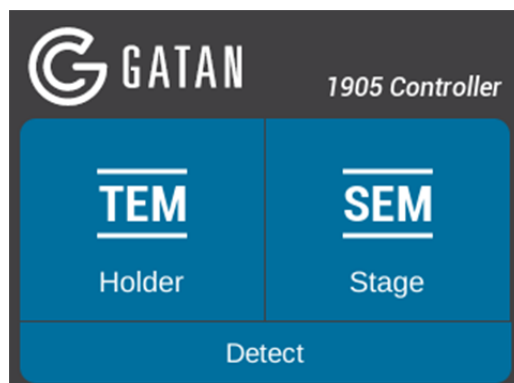 GATAN
1905 Controller
TEM
SEM
Holder
Stage
Detect